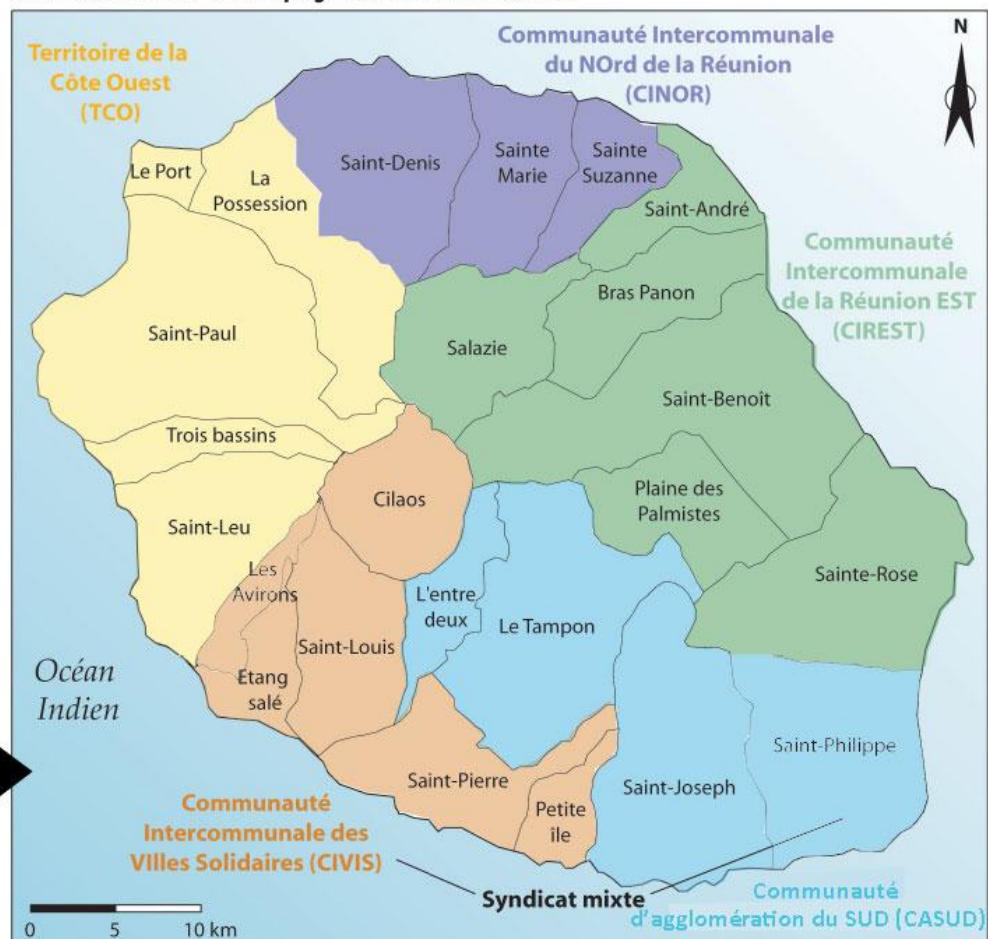 Territoire de la
Côte Ouest
(TCO)
Communauté Intercommunale
du NOrd de la Réunion
(CINOR)
N
Le Port
La
Possession
Saint-Denis
Sainte
Marie
Sainte
Suzanne
Saint-André
Communauté
Intercommunale
de la Réunion EST
(CIREST)
Bras Panon
Saint-Paul
Salazie
Saint-Benoît
Trois bassins
Cilaos
Plaine des
Palmistes
Saint-Leu
Les
Avirons
L'entre
deux
Le Tampon
Sainte-Rose
Saint-Louis
Etang
salé
Océan
Indien
Saint-Philippe
Saint-Pierre
Saint-Joseph
Petite
île
Communauté
Intercommunale des
VIlles Solidaires (CIVIS)
Syndicat mixte
Communauté
d'agglomération du SUD (CASUD)
0 5 10 km